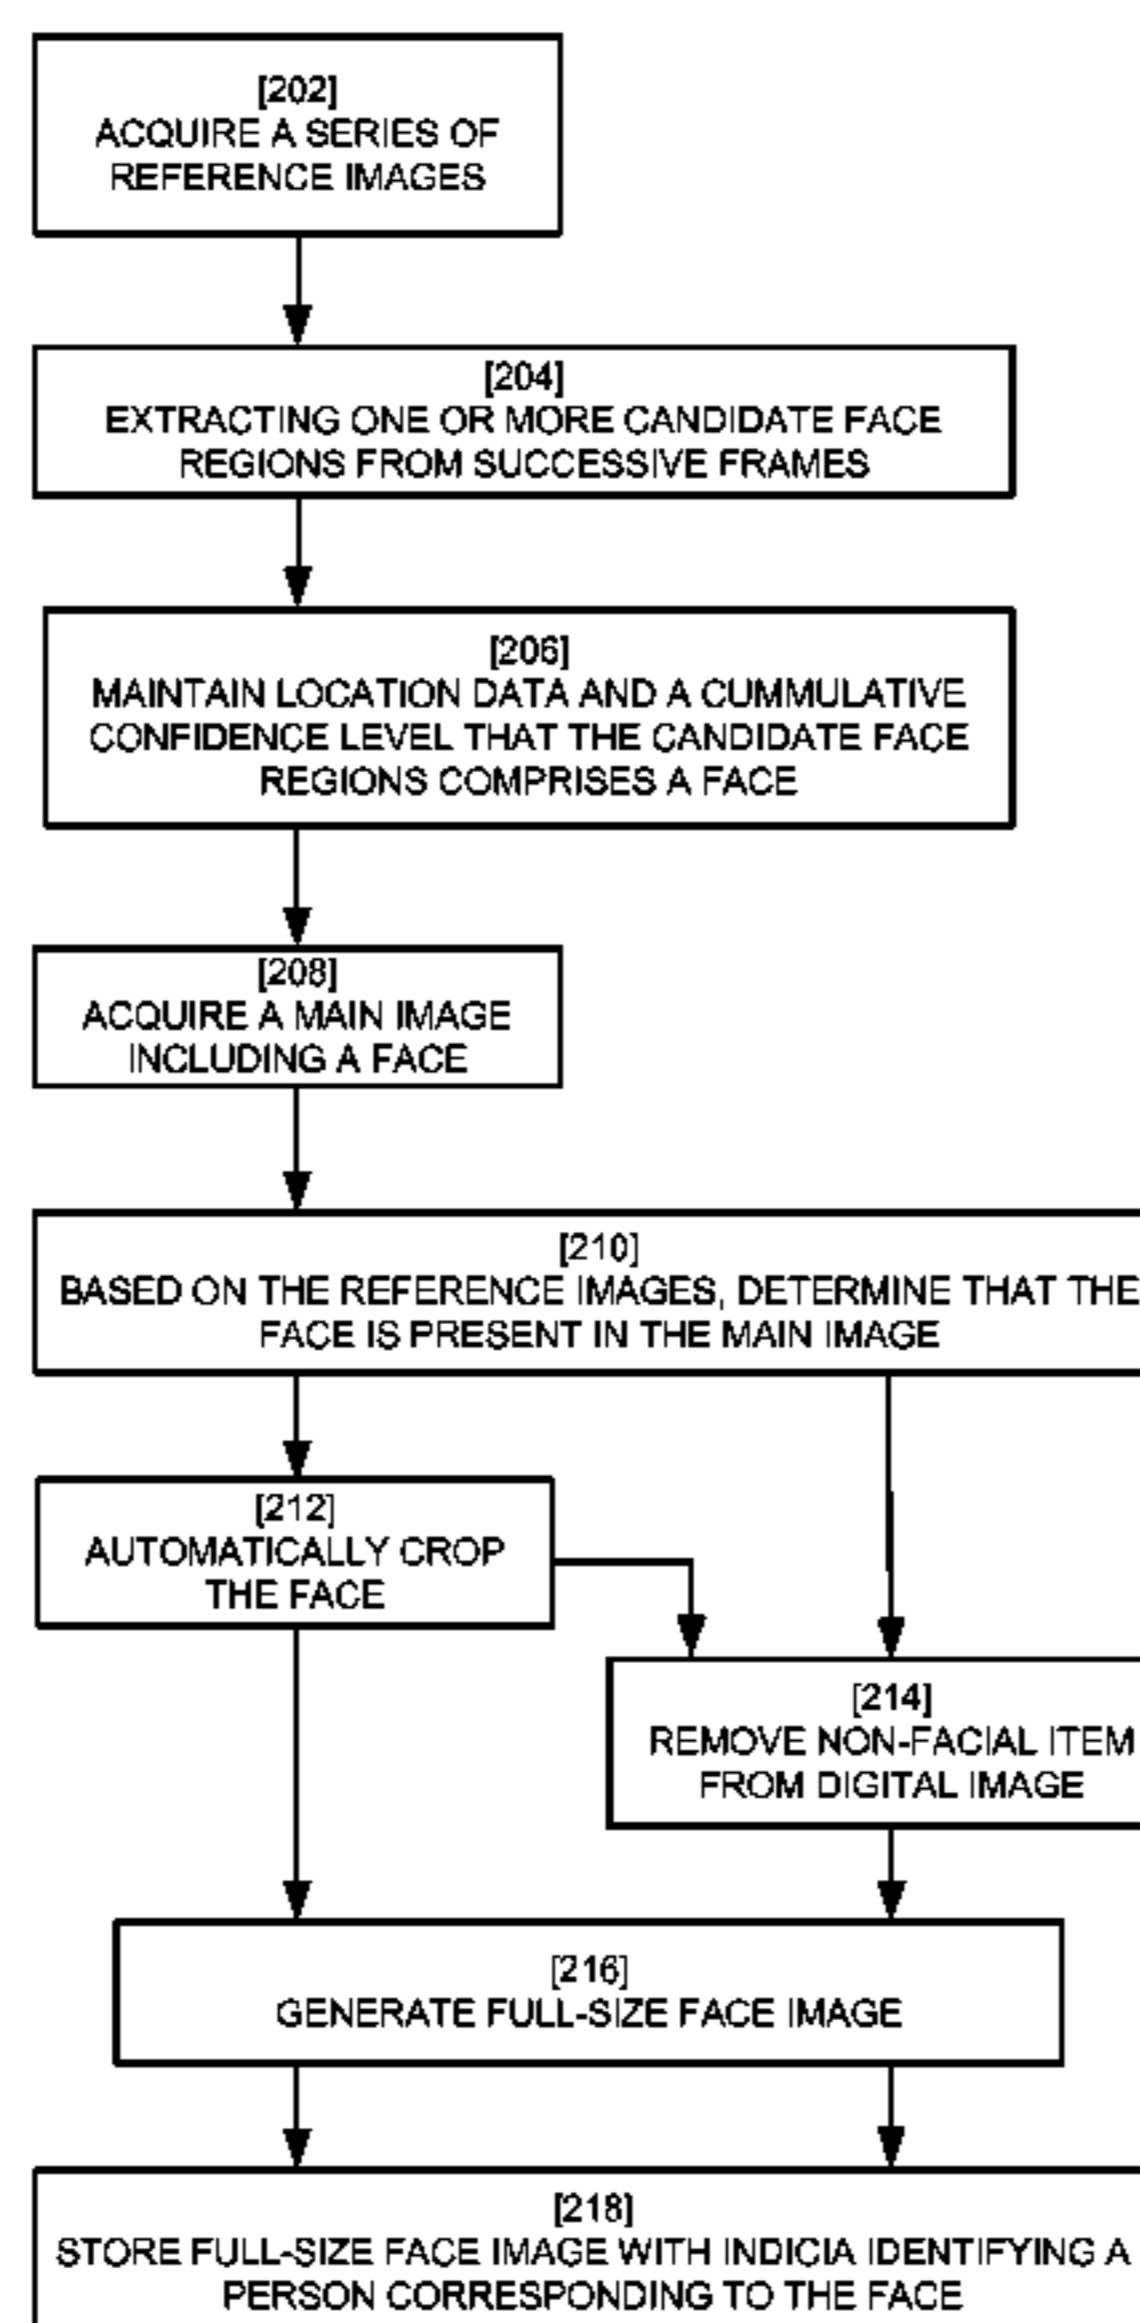 [202]
ACQUIRE A SERIES OF
REFERENCE IMAGES
[204]
EXTRACTING ONE OR MORE CANDIDATE FACE
REGIONS FROM SUCCESSIVE FRAMES
[206]
MAINTAIN LOCATION DATA AND A CUMMULATIVE
CONFIDENCE LEVEL THAT THE CANDIDATE FACE
REGIONS COMPRISES A FACE
[208]
ACQUIRE A MAIN IMAGE
INCLUDING A FACE
[210]
BASED ON THE REFERENCE IMAGES, DETERMINE THAT THE
FACE IS PRESENT IN THE MAIN IMAGE
[212]
AUTOMATICALLY CROP
THE FACE
[214]
REMOVE NON-FACIAL ITEM
FROM DIGITAL IMAGE
[216]
GENERATE FULL-SIZE FACE IMAGE
[218]
STORE FULL-SIZE FACE IMAGE WITH INDICIA IDENTIFYING A
PERSON CORRESPONDING TO THE FACE